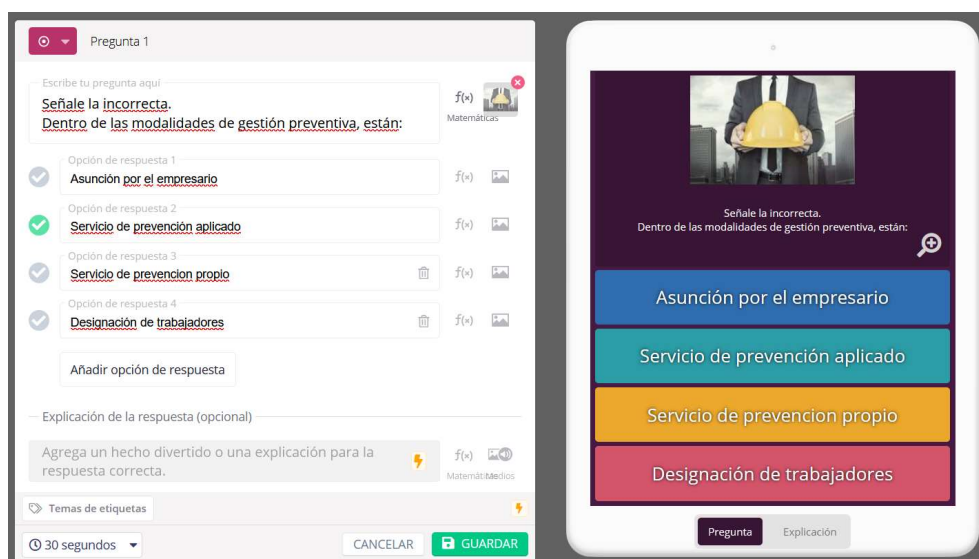 Pregunta 1
Escribe tu pregunta aquí
Señale la incorrecta.
Dentro de las modalidades de gestión preventiva, están:
f(x)
Matemáticas
Opción de respuesta 1
Asunción por el empresario
f(x)
Opción de respuesta 2
Servicio de prevención aplicado
f(x)
Opción de respuesta 3
Servicio de prevencion propio
f(x)
Opción de respuesta 4
Designación de trabajadores
f(x)
Añadir opción de respuesta
Explicación de la respuesta (opcional)
Agrega un hecho divertido o una explicación para la
respuesta correcta.
f(x)
Temas de etiquetas
30 segundos
CANCELAR
GUARDAR
Señale la incorrecta.
Dentro de las modalidades de gestión preventiva, están:
Asunción por el empresario
Servicio de prevención aplicado
Servicio de prevencion propio
Designación de trabajadores
Pregunta
Explicación